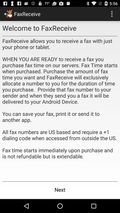 5:56
FaxReceive
Welcome to FaxReceive
FaxReceive allows you to receive a fax with just
your phone or tablet.
WHEN YOU ARE READY to receive a fax you
purchase fax time on our servers. Fax Time starts
when purchased. Purchase the amount of fax
time you want and FaxReceive will exclusively
allocate a number to you for the duration of time
you purchase. Provide that fax number to your
sender and when they send you a fax it will be
delivered to your Android Device.
You can save your fax, print it or send it to
another app.
All fax numbers are US based and require a +1
dialing code when accessed from outside the US.
Fax time starts immediately upon purchase and
is not refundable but is extendable.
Next